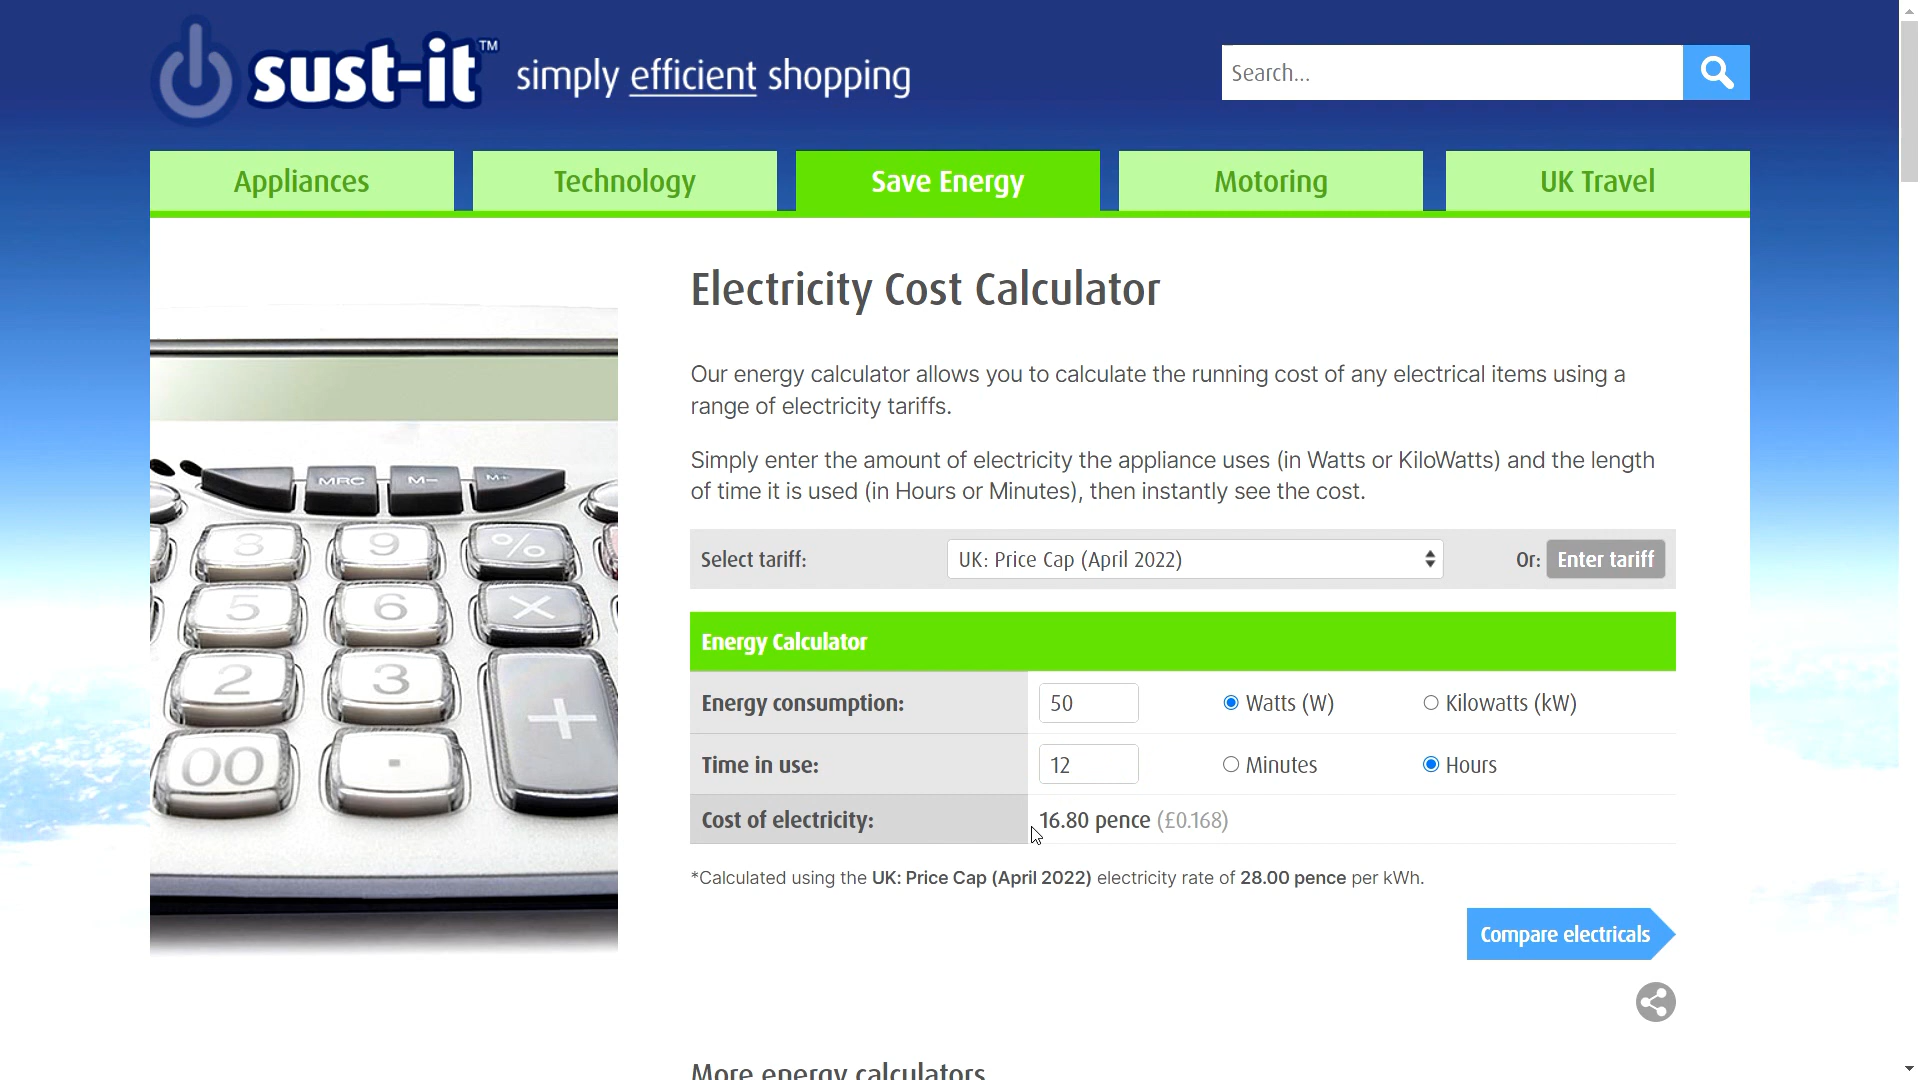 sust-it™ simply efficient shopping
Search...
Appliances
Technology
Save Energy
Motoring
UK Travel
Electricity Cost Calculator
Our energy calculator allows you to calculate the running cost of any electrical items using a
range of electricity tariffs.
Simply enter the amount of electricity the appliance uses (in Watts or KiloWatts) and the length
of time it is used (in Hours or Minutes), then instantly see the cost.
Select tariff: UK: Price Cap (April 2022) Or: Enter tariff
Energy Calculator
Energy consumption: 50 Watts (W) Kilowatts (kW)
Time in use: 12 Minutes Hours
Cost of electricity: 16.80 pence (£0.168)
*Calculated using the UK: Price Cap (April 2022) electricity rate of 28.00 pence per kWh.
Compare electricals
More energy calculators
MRC M- M+
8 9 %
5 6 X
2 3 +
00 .